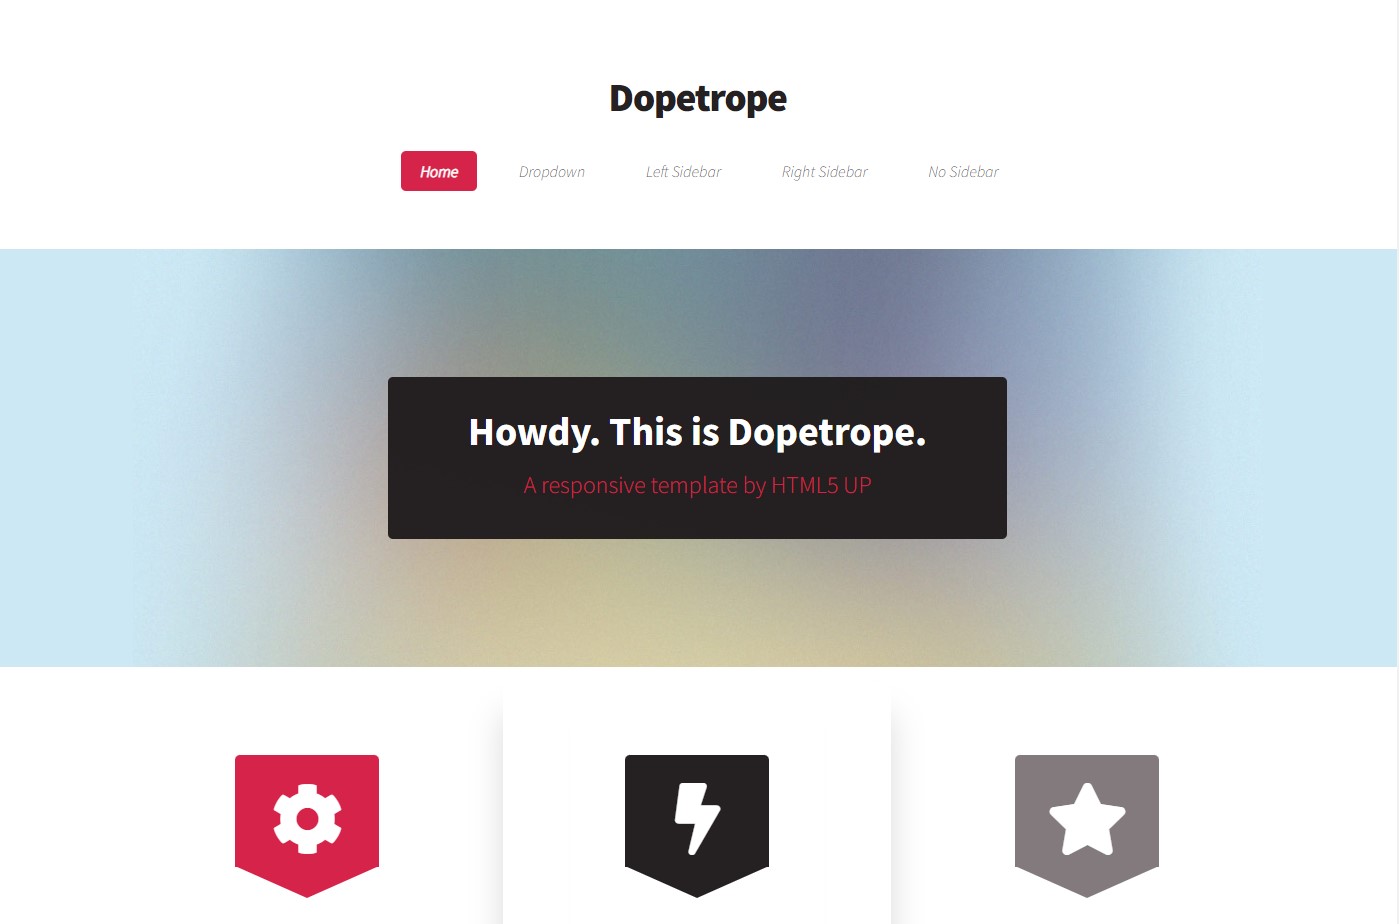 Dopetrope
Home Dropdown Left Sidebar Right Sidebar No Sidebar
Howdy. This is Dopetrope.
A responsive template by HTML5 UP